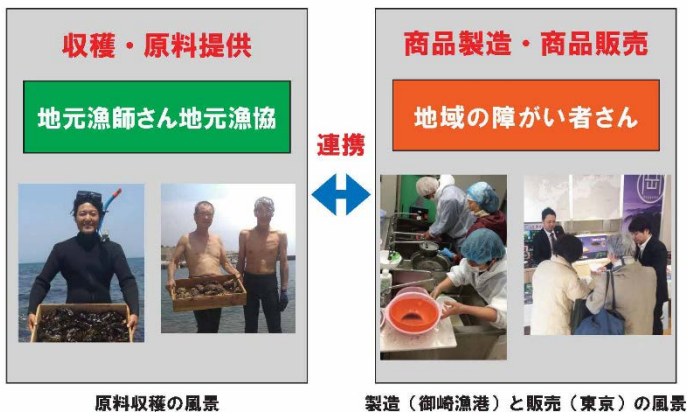 収穫・原料提供
地元漁師さん地元漁協
連携
商品製造・商品販売
地域の障がい者さん
岡
原料収穫の風景
製造（御崎漁港）と販売（東京）の風景